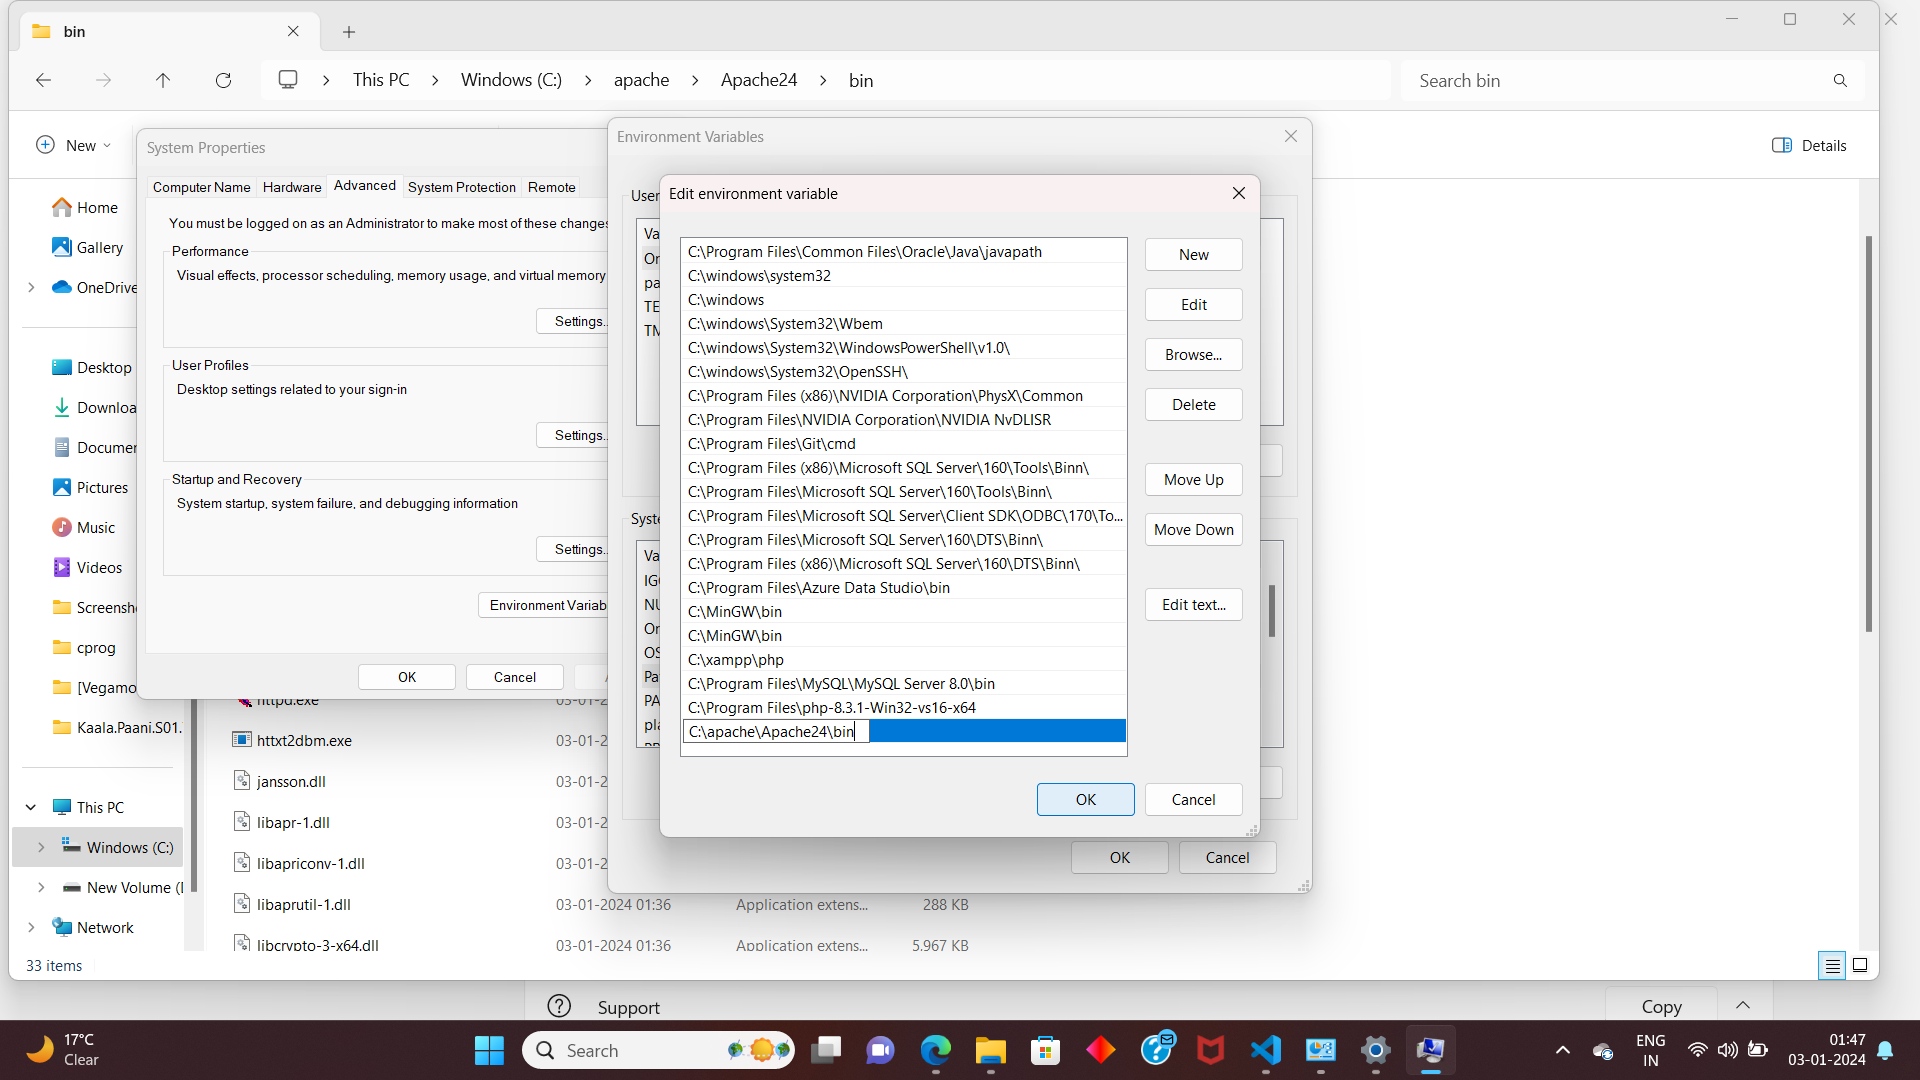 bin
This PC
Windows (C:)
apache
Apache24
bin
Search bin
New
Details
Home
Gallery
OneDrive
Desktop
Downloa
Documen
Pictures
Music
Videos
Screensh
cprog
[Vegamo
Kaala.Paani.S01.
This PC
Windows (C:)
New Volume (
Network
33 items
System Properties
Computer Name
Hardware
Advanced
System Protection
Remote
You must be logged on as an Administrator to make most of these changes
Performance
Visual effects, processor scheduling, memory usage, and virtual memory
Settings..
User Profiles
Desktop settings related to your sign-in
Settings..
Startup and Recovery
System startup, system failure, and debugging information
Settings..
Environment Variab
OK
Cancel
httpd.exe
httxt2dbm.exe
03-01-2
jansson.dll
03-01-2
libapr-1.dll
03-01-2
libapriconv-1.dll
03-01-2
libaprutil-1.dll
03-01-2024 01:36
Application extens...
288 KB
libcrypto-3-x64.dll
03-01-2024 01:36
Application extens...
5,967 KB
Environment Variables
User
Va
Or
pa
TE
TM
Syste
Va
IG
NU
Or
OS
Pa
PA
pla
OK
Cancel
Edit environment variable
C:\Program Files\Common Files\Oracle\Java\javapath
C:\windows\system32
C:\windows
C:\windows\System32\Wbem
C:\windows\System32\WindowsPowerShell\v1.0\
C:\windows\System32\OpenSSH\
C:\Program Files (x86)\NVIDIA Corporation\PhysX\Common
C:\Program Files\NVIDIA Corporation\NVIDIA NvDLISR
C:\Program Files\Git\cmd
C:\Program Files (x86)\Microsoft SQL Server\160\Tools\Binn\
C:\Program Files\Microsoft SQL Server\160\Tools\Binn\
C:\Program Files\Microsoft SQL Server\Client SDK\ODBC\170\To...
C:\Program Files\Microsoft SQL Server\160\DTS\Binn\
C:\Program Files (x86)\Microsoft SQL Server\160\DTS\Binn\
C:\Program Files\Azure Data Studio\bin
C:\MinGW\bin
C:\MinGW\bin
C:\xampp\php
C:\Program Files\MySQL\MySQL Server 8.0\bin
C:\Program Files\php-8.3.1-Win32-vs16-x64
C:\apache\Apache24\bin
New
Edit
Browse...
Delete
Move Up
Move Down
Edit text...
OK
Cancel
Support
Copy
17°C
Clear
Search
ENG
IN
01:47
03-01-2024